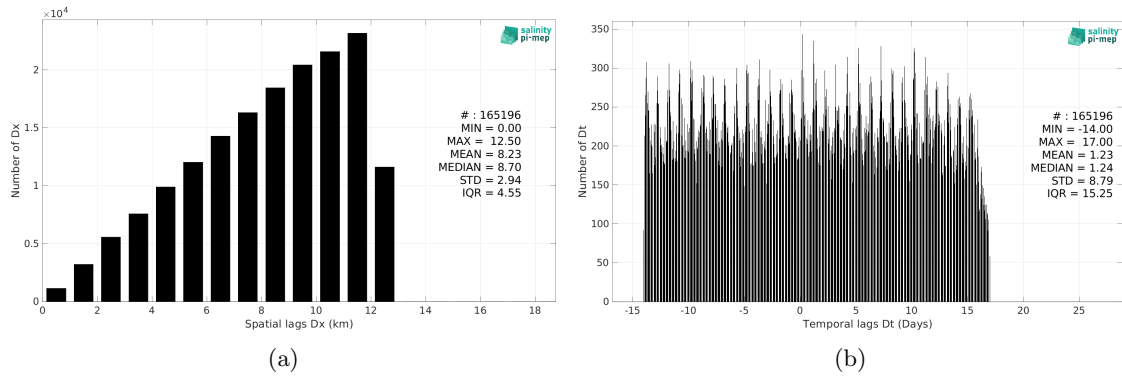 ×10^4
2
1.5
1
0.5
0
0 2 4 6 8 10 12 14 16 18
Number of Dx
Spatial lags Dx (km)
salinity
pi-mep
# : 165196
MIN = 0.00
MAX = 12.50
MEAN = 8.23
MEDIAN = 8.70
STD = 2.94
IQR = 4.55
(a)
350
300
250
200
150
100
50
0
-15 -10 -5 0 5 10 15 20 25
Number of Dt
Temporal lags Dt (Days)
salinity
pi-mep
# : 165196
MIN = -14.00
MAX = 17.00
MEAN = 1.23
MEDIAN = 1.24
STD = 8.79
IQR = 15.25
(b)